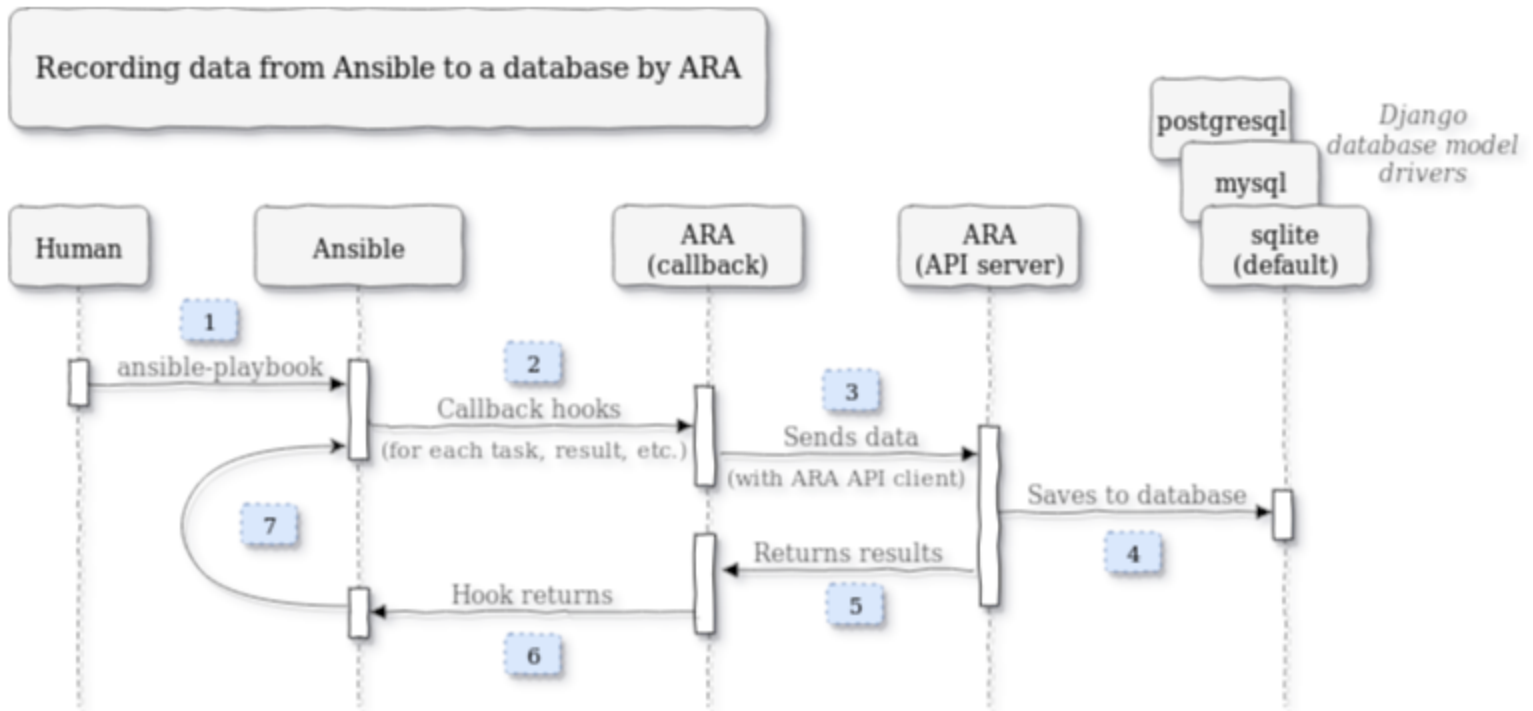 Recording data from Ansible to a database by ARA
postgresql
Django
database model
drivers
mysql
Human
Ansible
ARA
(callback)
ARA
(API server)
sqlite
(default)
1
ansible-playbook
2
Callback hooks
(for each task, result, etc.)
3
Sends data
(with ARA API client)
Saves to database
4
Returns results
5
Hook returns
6
7